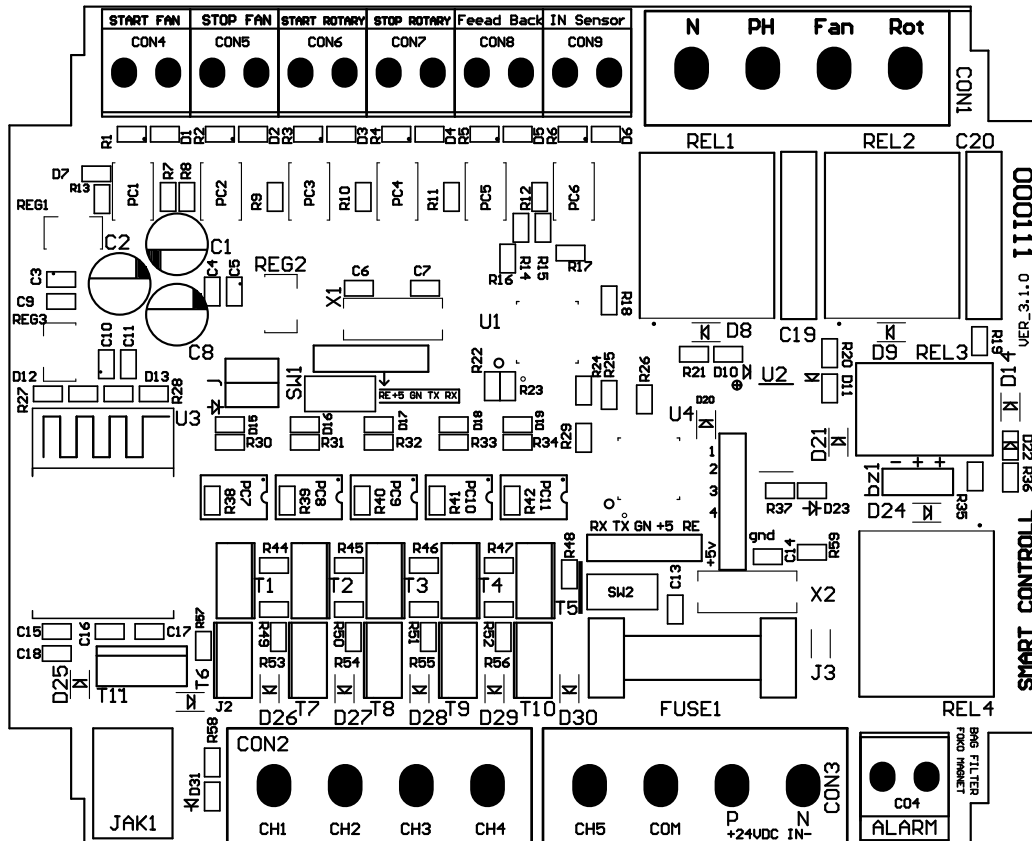 START FAN STOP FAN START ROTARY STOP ROTARY Feead Back IN Sensor
CON4 CON5 CON6 CON7 CON8 CON9
N PH Fan Rot
CON1
R1 D1 R2 D2 R3 D3 R4 D4 R5 D5 R6 D6
REL1 REL2 C20
D7 R13 PC1 R7 R8 PC2 R9 PC3 R10 PC4 R11 PC5 R12 PC6
REG1
C2 C1
R16 R14 R15 R17
000111
C3 C4 C5 REG2 C6 C7
C9 X1 U1 R18
REG3 C10 C11 C8
VER_3.1.0
D8 C19 D9 R19
R20 REL3 D14
R22 R23 R24 R25 R26 R21 D10 U2 D11
D12 D13 J SW1
R27 R28
RE+5 GN TX RX
U3 D15 D16 D17 D18 D19 U4 D20
R30 R31 R32 R33 R34 R29
D21 D22
1
2
3
4
- + +
bz1 R35 R36
R38 PC7 R39 PC8 R40 PC9 R41 PC10 R42 PC11
R37 D23 D24
RX TX GN +5 RE
+5v gnd
C14 R59
R44 R45 R46 R47 R48
T1 T2 T3 T4 T5
SW2 C13 X2
SMART CONTROLL
C15 C16 C17 R57
C18
R49 R50 R51 R52
R53 R54 R55 R56
D25 T11 T6 J2
J3
D26 T7 D27 T8 D28 T9 D29 T10 D30
FUSE1 REL4
R58
D31
JAK1
CON2
CH1 CH2 CH3 CH4
CON3
CH5 COM P N
+24VDC IN-
BAG FILTER
FOKO MAGNET
CO4
ALARM